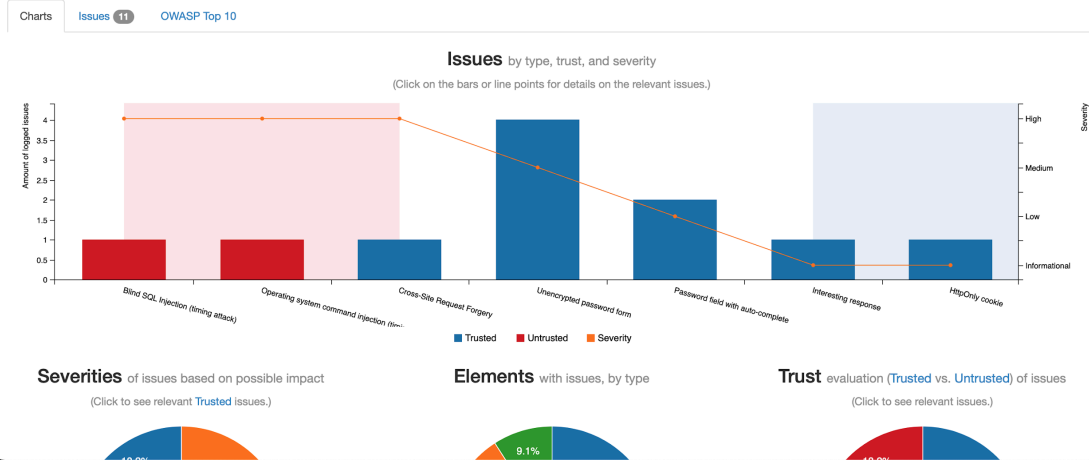 Charts Issues 11 OWASP Top 10
Issues by type, trust, and severity
(Click on the bars or line points for details on the relevant issues.)
Amount of logged issues
4
3.5
3
2.5
2
1.5
1
0.5
0
High
Medium
Low
Informational
Severity
Blind SQL Injection (timing attack)
Operating system command injection
Cross-Site Request Forgery
Unencrypted password form
Password field with auto-complete
Interesting response
HttpOnly cookie
Trusted Untrusted Severity
Severities of issues based on possible impact
(Click to see relevant Trusted issues.)
Elements with issues, by type
9.1%
Trust evaluation (Trusted vs. Untrusted) of issues
(Click to see relevant issues.)